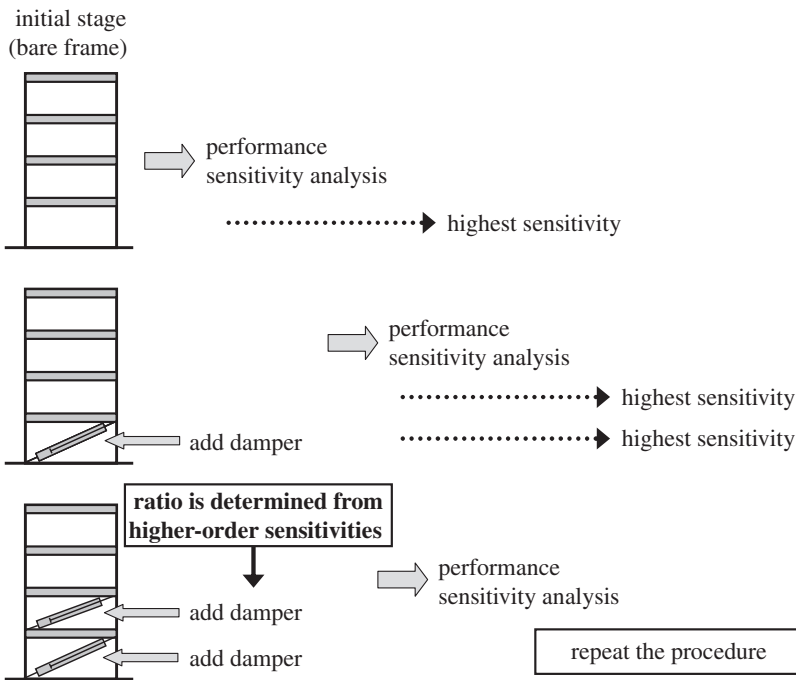 initial stage
(bare frame)
performance
sensitivity analysis
highest sensitivity
performance
sensitivity analysis
highest sensitivity
highest sensitivity
add damper
ratio is determined from
higher-order sensitivities
performance
sensitivity analysis
add damper
add damper
repeat the procedure